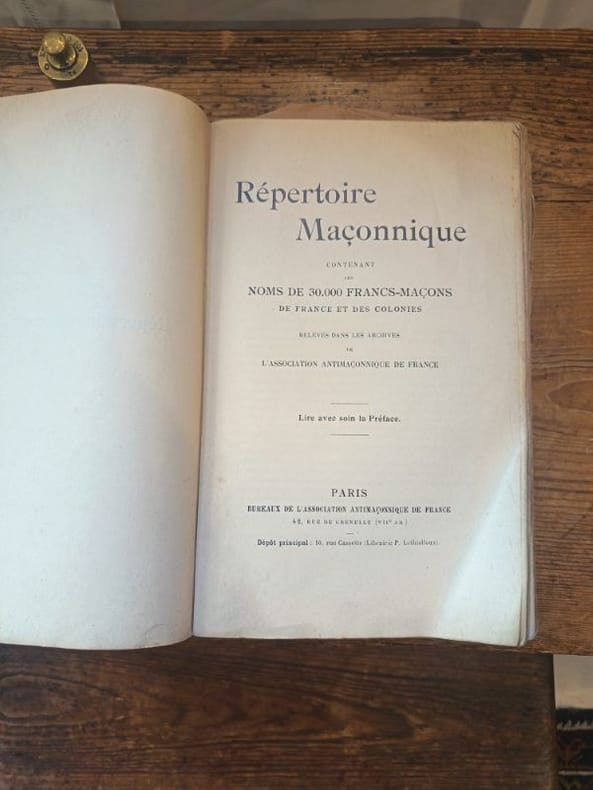 Répertoire
Maçonnique
CONTENANT
LES
NOMS DE 30.000 FRANCS-MAÇONS
DE FRANCE ET DES COLONIES
RELEVÉS DANS LES ARCHIVES
DE
L'ASSOCIATION ANTIMAÇONNIQUE DE FRANCE
Lire avec soin la Préface.
PARIS
BUREAUX DE L'ASSOCIATION ANTIMAÇONNIQUE DE FRANCE
42, RUE DE GRENELLE (VIIe AR.)
Dépôt principal : 10, rue Cassette (Librairie P. Lethielleux).